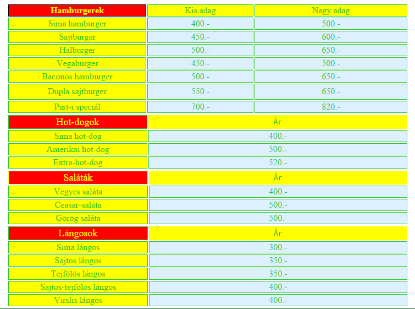 Hamburgerek Kis adag Nagy adag
Sima hamburger 400.- 500.-
Sajtburger 450.- 600.-
Halburger 500.- 650.-
Vegaburger 450.- 500.-
Baconos hamburger 500.- 650.-
Dupla sajtburger 550.- 650.-
Part-i speciál 700.- 820.-
Hot-dogok Ár
Sima hot-dog 400.-
Amerikai hot-dog 500.-
Extra-hot-dog 520.-
Saláták Ár
Vegyes saláta 400.-
Ceasar-saláta 500.-
Görög saláta 500.-
Lángosok Ár
Sima lángos 300.-
Sajtos lángos 350.-
Tejfölös lángos 350.-
Sajtos-tejfölös lángos 400.-
Virslis lángos 400.-